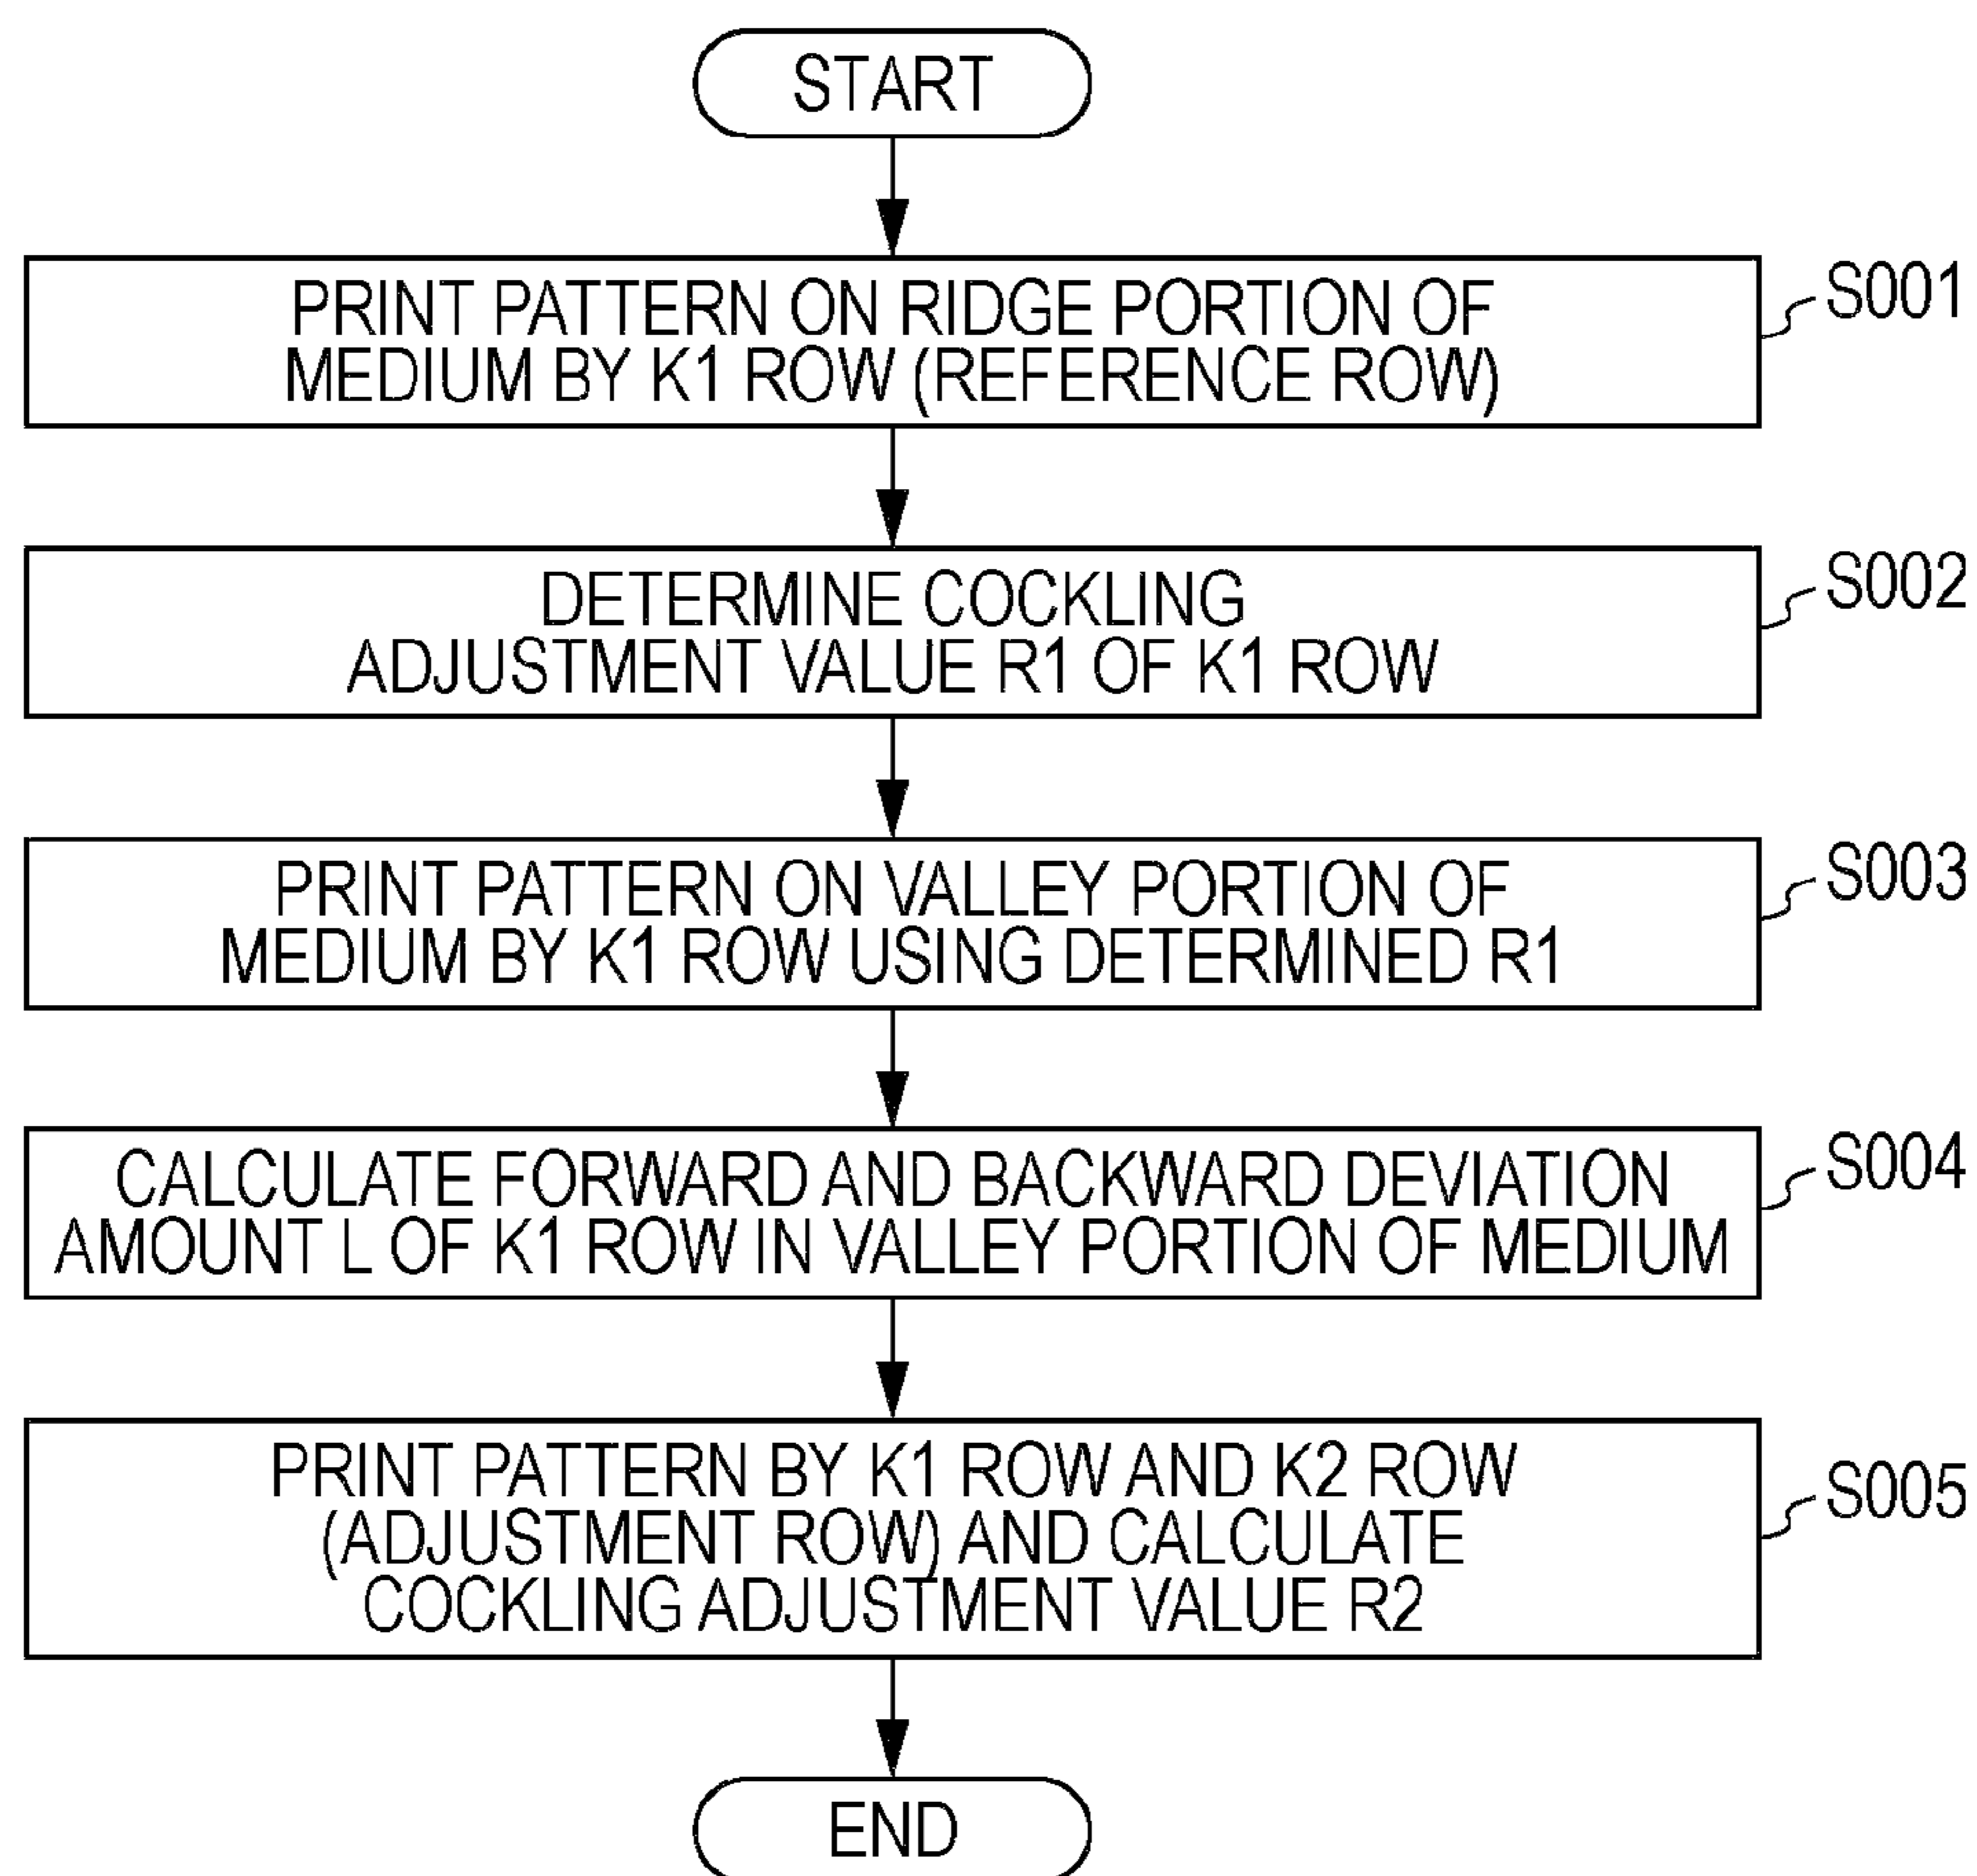 START
PRINT PATTERN ON RIDGE PORTION OF
MEDIUM BY K1 ROW (REFERENCE ROW)
S001
DETERMINE COCKLING
ADJUSTMENT VALUE R1 OF K1 ROW
S002
PRINT PATTERN ON VALLEY PORTION OF
MEDIUM BY K1 ROW USING DETERMINED R1
S003
CALCULATE FORWARD AND BACKWARD DEVIATION
AMOUNT L OF K1 ROW IN VALLEY PORTION OF MEDIUM
S004
PRINT PATTERN BY K1 ROW AND K2 ROW
(ADJUSTMENT ROW) AND CALCULATE
COCKLING ADJUSTMENT VALUE R2
S005
END